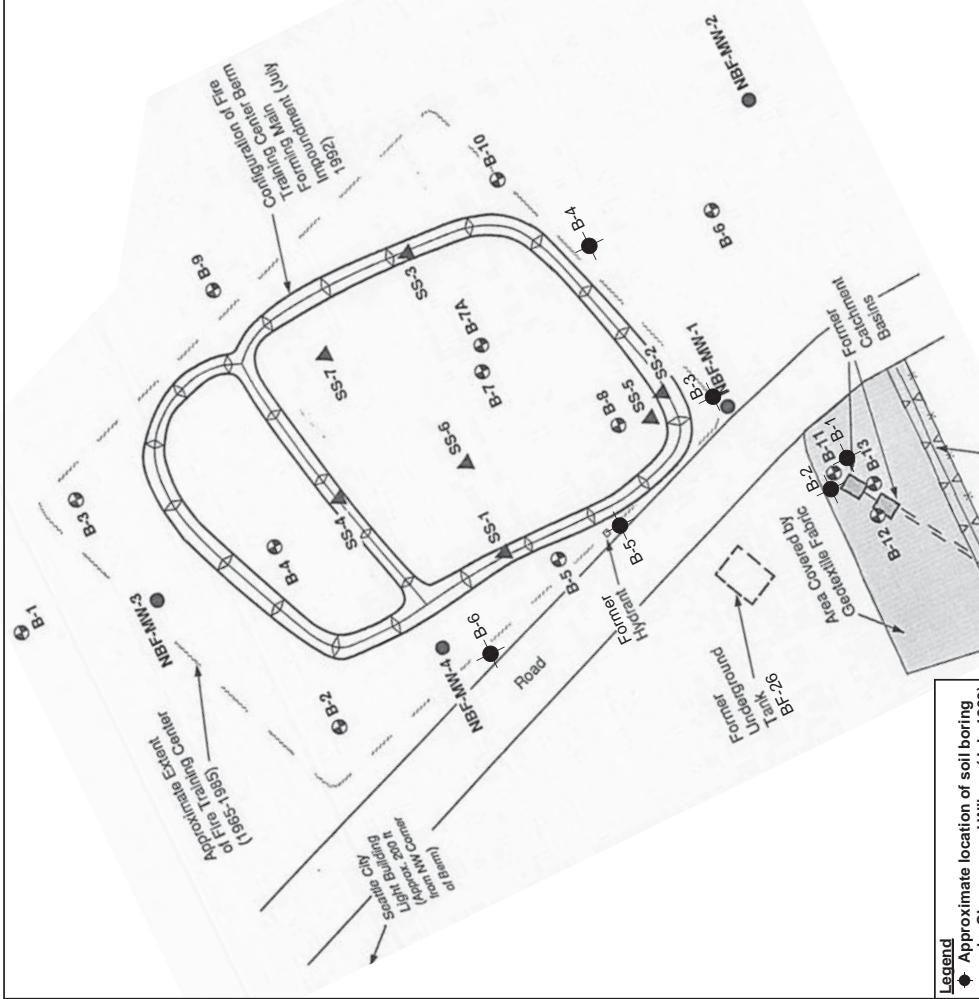 NBF-MW-2
Configuration of Fire
Training Center Berm
Forming Main
Impoundment (July
1992)
B-10
B-4
B-9
B-6
SS-3
B-7A
B-7
SS-7
SS-6
SS-2
SS-5
B-8
B-3
NBF-MW-1
Former
Catchment
Basins
B-3
B-4
SS-4
SS-1
B-1
NBF-MW-3
B-2
NBF-MW-4
B-6
B-5
B-5
Former
Hydrant
Road
B-2
B-11
B-1
B-13
B-12
Area Covered by
Geotextile Fabric
Former
Underground
Tank
BF-26
Approximate Extent
of Fire Training Center
(1965-1985)
Seattle City
Light Building
(Approx. 200 ft
from NW Corner
of Berm)
Legend
Approximate location of soil boring